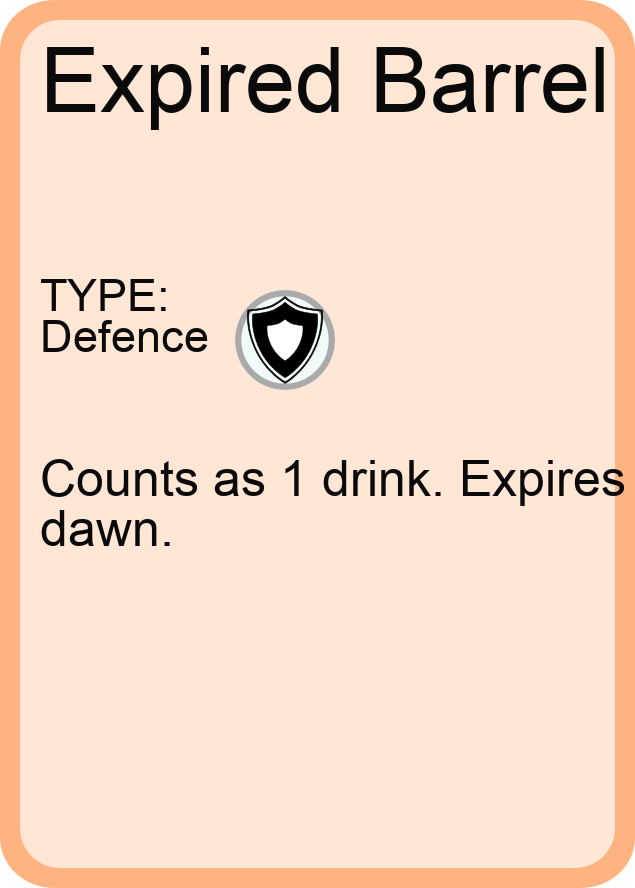 Expired Barrel
TYPE:
Defence
Counts as 1 drink. Expires
dawn.